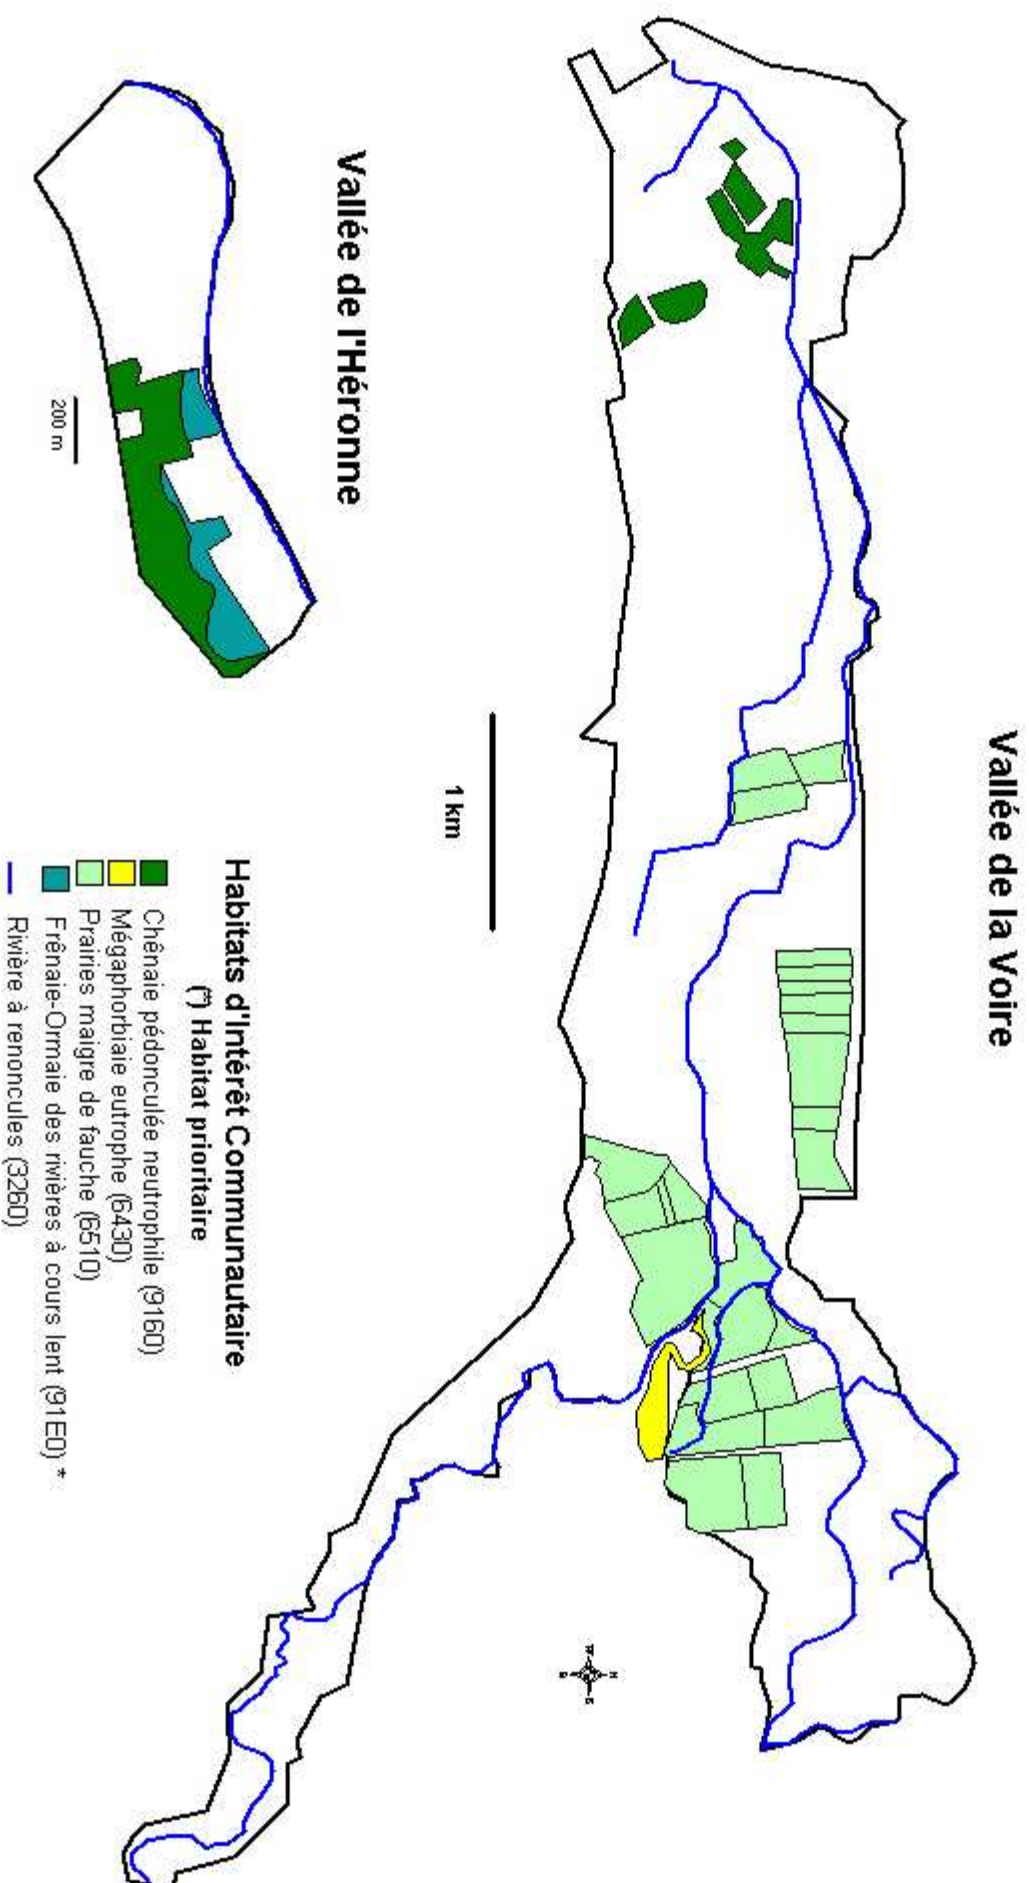 Vallée de la Voire
Vallée de l'Héronne
200 m
1 km
Habitats d'Intérêt Communautaire
(*) Habitat prioritaire
Chênaie pédonculée neutrophile (9160)
Mégaphorbiaie eutrophe (6430)
Prairies maigre de fauche (6510)
Frênaie-Ormaie des rivières à cours lent (91E0) *
Rivière à renoncules (3260)